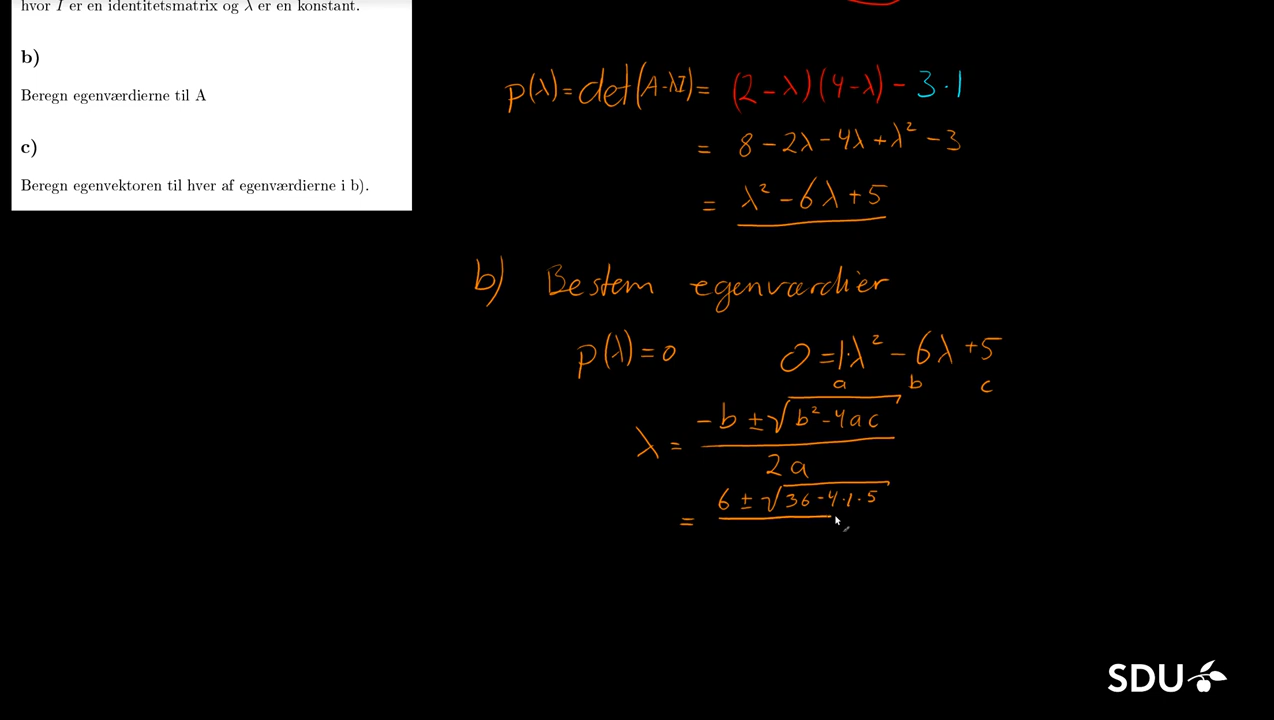 hvor I er en identitetsmatrix og λ er en konstant.
b)
Beregn egenværdierne til A
c)
Beregn egenvektoren til hver af egenværdierne i b).
p(λ) = det(A-λI) = (2-λ)(4-λ) - 3·1
= 8 - 2λ - 4λ + λ² - 3
= λ² - 6λ + 5
b) Bestem egenværdier
p(λ) = 0 0 = 1·λ² - 6λ + 5
a b c
λ = (-b ± √(b² - 4ac)) / 2a
= 6 ± √(36 - 4·1·5)
SDU